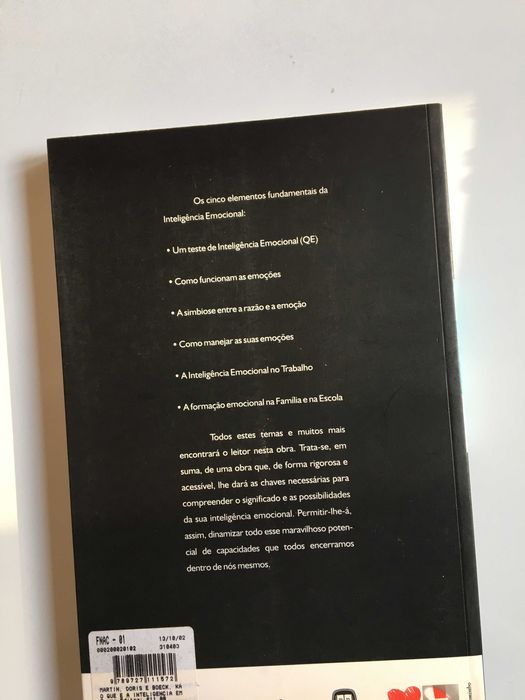 Os cinco elementos fundamentais da
Inteligência Emocional:
• Um teste de Inteligência Emocional (QE)
• Como funcionam as emoções
• A simbiose entre a razão e a emoção
• Como manejar as suas emoções
• A Inteligência Emocional no Trabalho
• A formação emocional na Família e na Escola
Todos estes temas e muitos mais
encontrará o leitor nesta obra. Trata-se, em
suma, de uma obra que, de forma rigorosa e
acessível, lhe dará as chaves necessárias para
compreender o significado e as possibilidades
da sua inteligência emocional. Permitir-lhe-á,
assim, dinamizar todo esse maravilhoso poten-
cial de capacidades que todos encerramos
dentro de nós mesmos.
FNAC - 01 13/10/02
000200020102 310403
9789727111572
MARTIN, DORIS E BOECK, KA
O QUE E A INTELIGENCIA EM